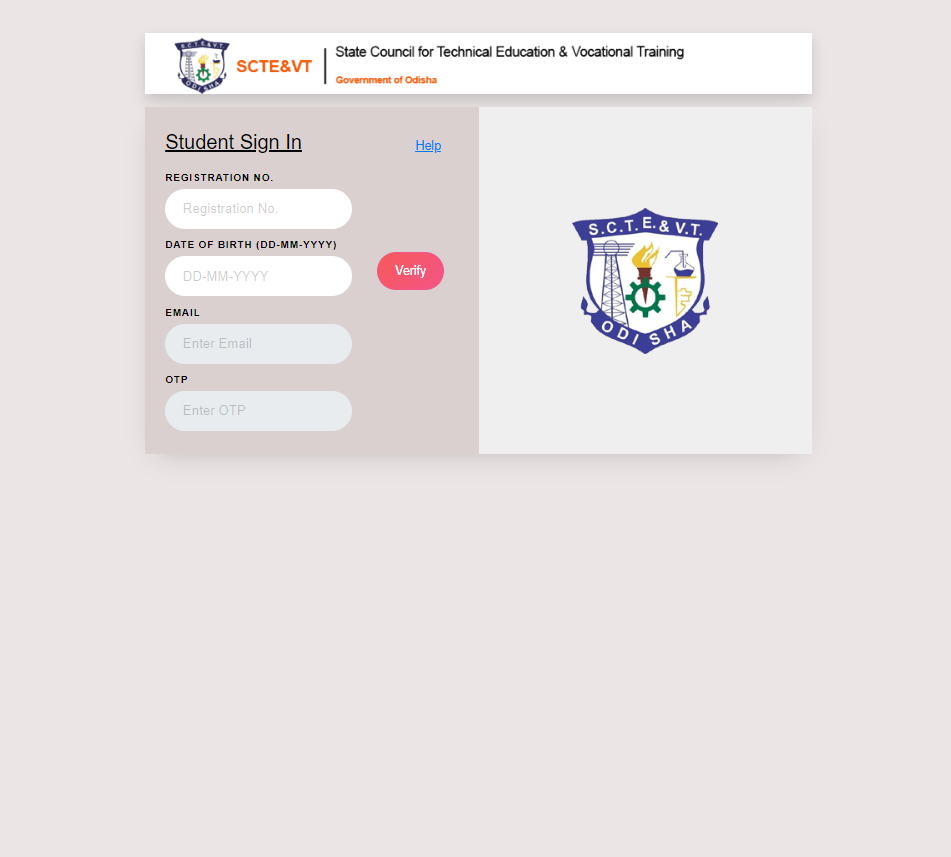 S.C.T.E.&V.T.
ODISHA
SCTE&VT
State Council for Technical Education & Vocational Training
Government of Odisha
Student Sign In
Help
REGISTRATION NO.
Registration No.
DATE OF BIRTH (DD-MM-YYYY)
DD-MM-YYYY
Verify
EMAIL
Enter Email
OTP
Enter OTP
S.C.T.E.& V.T.
ODISHA